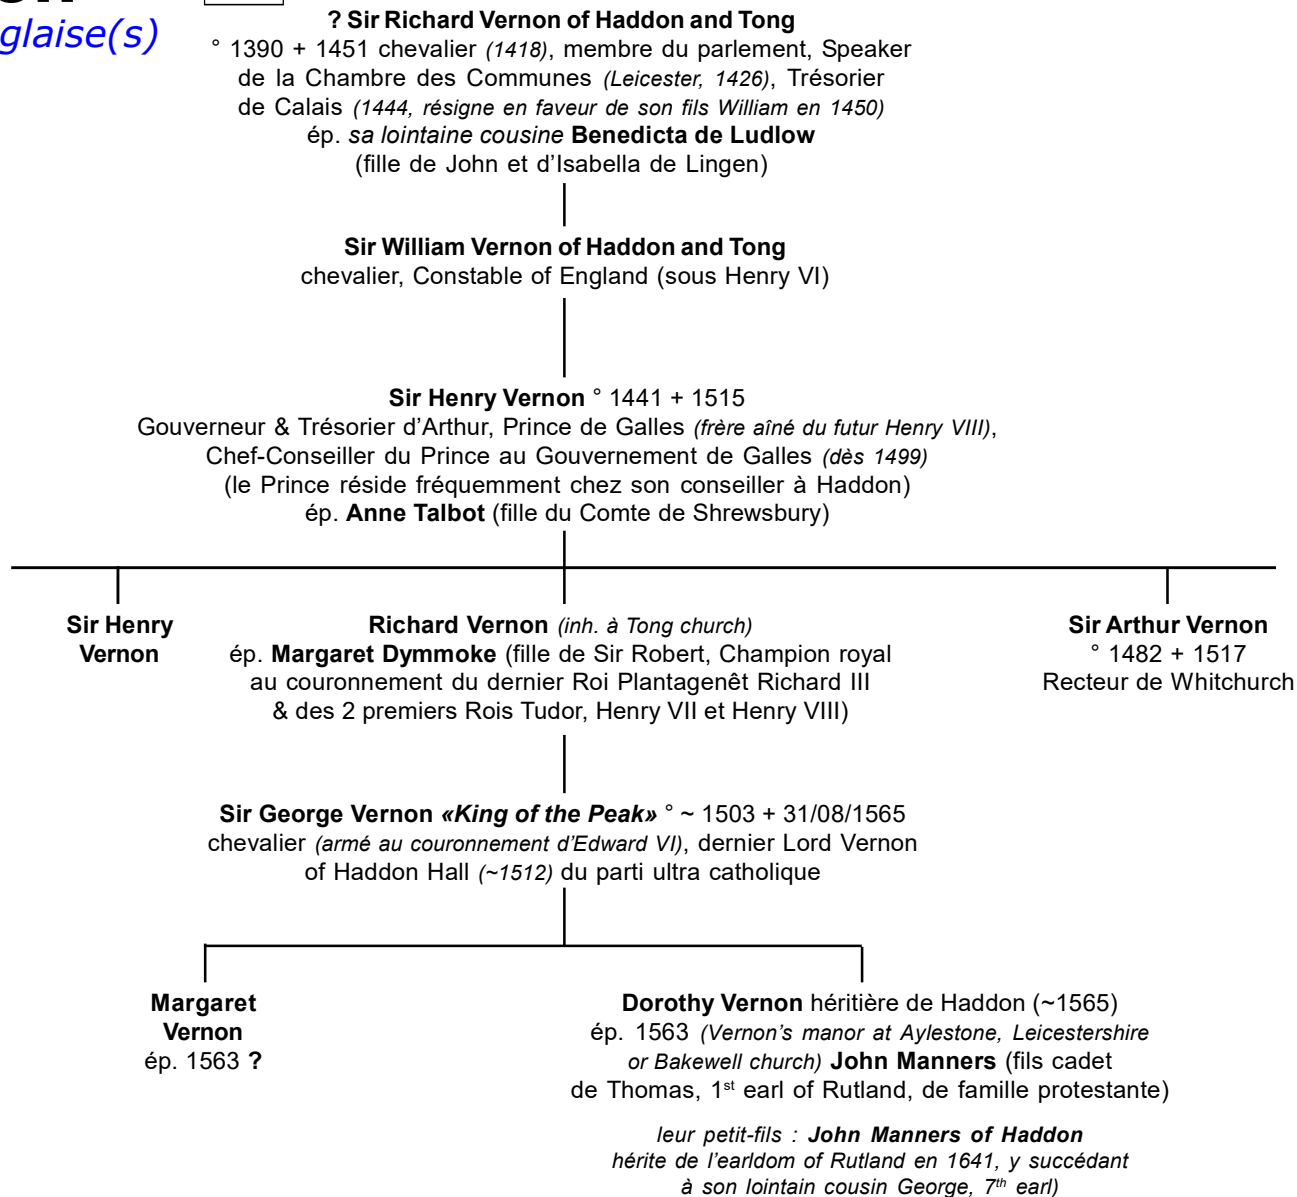 glaise(s)
? Sir Richard Vernon of Haddon and Tong
° 1390 + 1451 chevalier (1418), membre du parlement, Speaker
de la Chambre des Communes (Leicester, 1426), Trésorier
de Calais (1444, résigne en faveur de son fils William en 1450)
ép. sa lointaine cousine Benedicta de Ludlow
(fille de John et d'Isabella de Lingen)
Sir William Vernon of Haddon and Tong
chevalier, Constable of England (sous Henry VI)
Sir Henry Vernon ° 1441 + 1515
Gouverneur & Trésorier d'Arthur, Prince de Galles (frère aîné du futur Henry VIII),
Chef-Conseiller du Prince au Gouvernement de Galles (dès 1499)
(le Prince réside fréquemment chez son conseiller à Haddon)
ép. Anne Talbot (fille du Comte de Shrewsbury)
Sir Henry
Vernon
Richard Vernon (inh. à Tong church)
ép. Margaret Dymmoke (fille de Sir Robert, Champion royal
au couronnement du dernier Roi Plantagenêt Richard III
& des 2 premiers Rois Tudor, Henry VII et Henry VIII)
Sir Arthur Vernon
° 1482 + 1517
Recteur de Whitchurch
Sir George Vernon «King of the Peak» ° ~ 1503 + 31/08/1565
chevalier (armé au couronnement d'Edward VI), dernier Lord Vernon
of Haddon Hall (~1512) du parti ultra catholique
Margaret
Vernon
ép. 1563 ?
Dorothy Vernon héritière de Haddon (~1565)
ép. 1563 (Vernon's manor at Aylestone, Leicestershire
or Bakewell church) John Manners (fils cadet
de Thomas, 1st earl of Rutland, de famille protestante)
leur petit-fils : John Manners of Haddon
hérite de l'earldom of Rutland en 1641, y succédant
à son lointain cousin George, 7th earl)